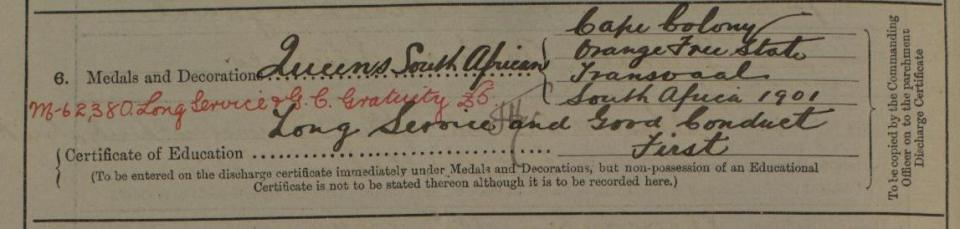 Cape Colony
Orange Free State
6. Medals and Decorations Queens South African
Transvaal
South Africa 1901
M-62,380. Long Service & G. C. Gratuity £5.
Long Service and Good Conduct
Certificate of Education First
(To be entered on the discharge certificate immediately under Medals and Decorations, but non-possession of an Educational
Certificate is not to be stated thereon although it is to be recorded here.)
To be copied by the Commanding
Officer on to the parchment
Discharge Certificate